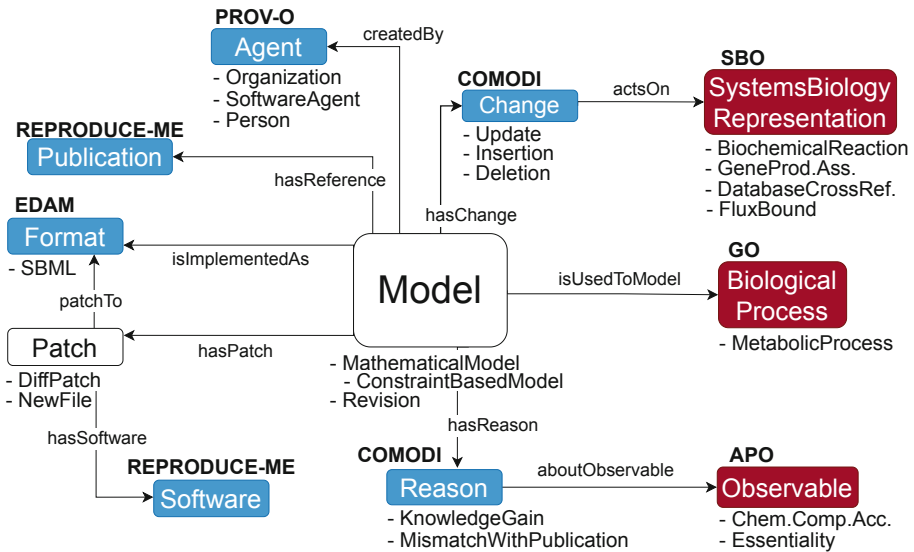 PROV-O
Agent
- Organization
- SoftwareAgent
- Person
createdBy
COMODI
Change
- Update
- Insertion
- Deletion
actsOn
SBO
SystemsBiology
Representation
- BiochemicalReaction
- GeneProd.Ass.
- DatabaseCrossRef.
- FluxBound
REPRODUCE-ME
Publication
hasReference
hasChange
EDAM
Format
- SBML
isImplementedAs
patchTo
Model
- MathematicalModel
- ConstraintBasedModel
- Revision
isUsedToModel
GO
Biological
Process
- MetabolicProcess
Patch
- DiffPatch
- NewFile
hasPatch
hasSoftware
REPRODUCE-ME
Software
hasReason
COMODI
Reason
- KnowledgeGain
- MismatchWithPublication
aboutObservable
APO
Observable
- Chem.Comp.Acc.
- Essentiality